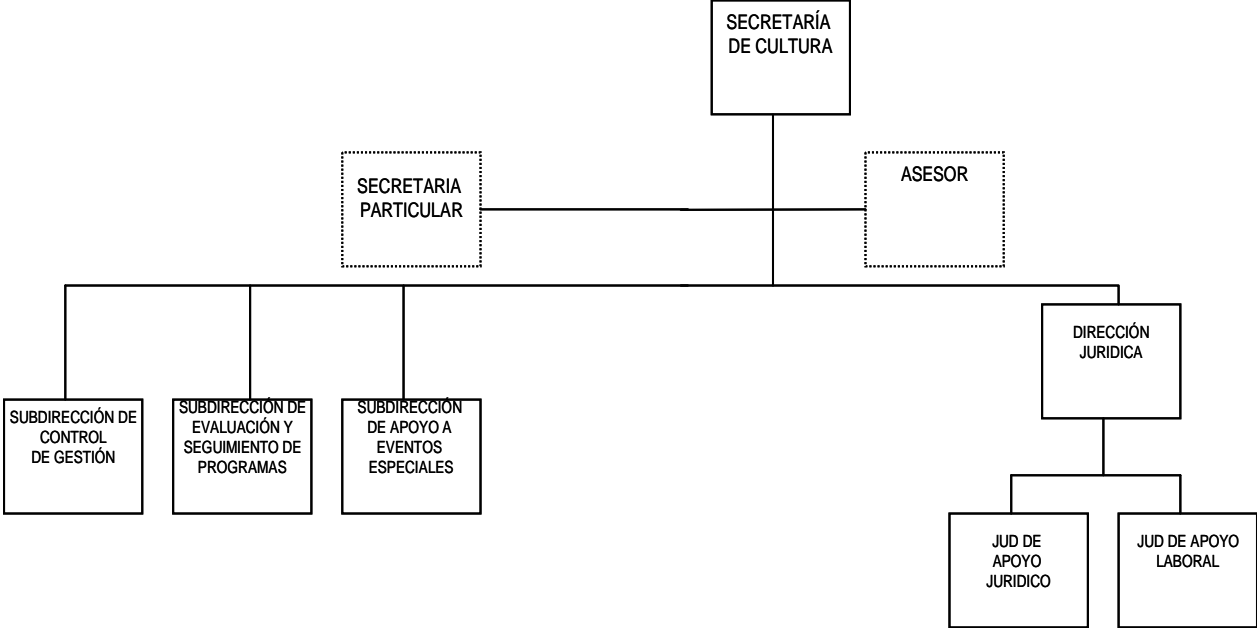 SECRETARÍA
DE CULTURA
SECRETARIA
PARTICULAR
ASESOR
DIRECCIÓN
JURIDICA
SUBDIRECCIÓN DE
CONTROL
DE GESTIÓN
SUBDIRECCIÓN DE
EVALUACIÓN Y
SEGUIMIENTO DE
PROGRAMAS
SUBDIRECCIÓN
DE APOYO A
EVENTOS
ESPECIALES
JUD DE
APOYO
JURIDICO
JUD DE APOYO
LABORAL